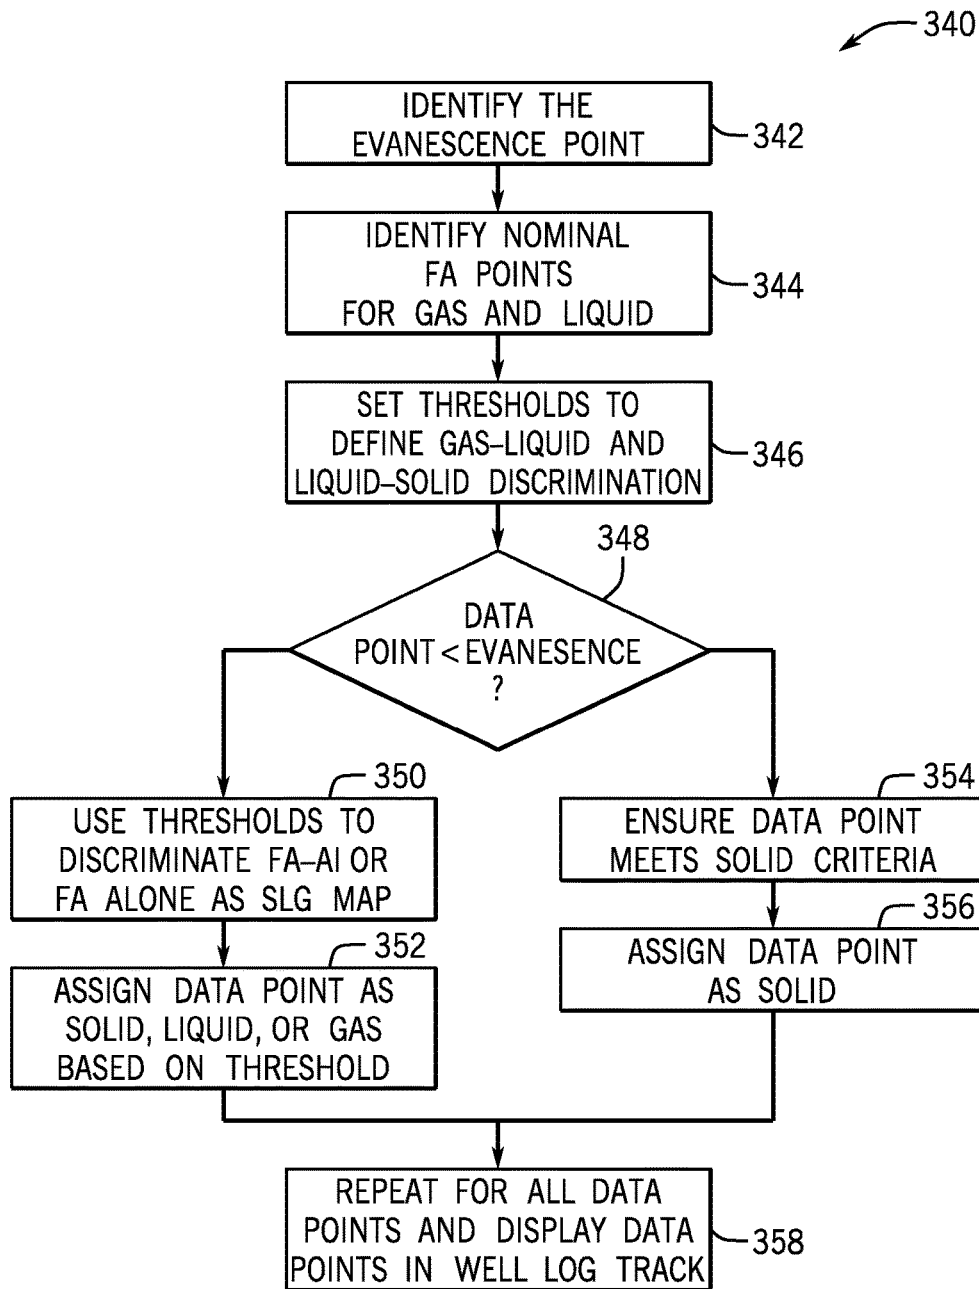 340
IDENTIFY THE
EVANESCENCE POINT
342
IDENTIFY NOMINAL
FA POINTS
FOR GAS AND LIQUID
344
SET THRESHOLDS TO
DEFINE GAS–LIQUID AND
LIQUID–SOLID DISCRIMINATION
346
348
DATA
POINT < EVANESENCE
?
350
USE THRESHOLDS TO
DISCRIMINATE FA–AI OR
FA ALONE AS SLG MAP
352
ASSIGN DATA POINT AS
SOLID, LIQUID, OR GAS
BASED ON THRESHOLD
354
ENSURE DATA POINT
MEETS SOLID CRITERIA
356
ASSIGN DATA POINT
AS SOLID
REPEAT FOR ALL DATA
POINTS AND DISPLAY DATA
POINTS IN WELL LOG TRACK
358